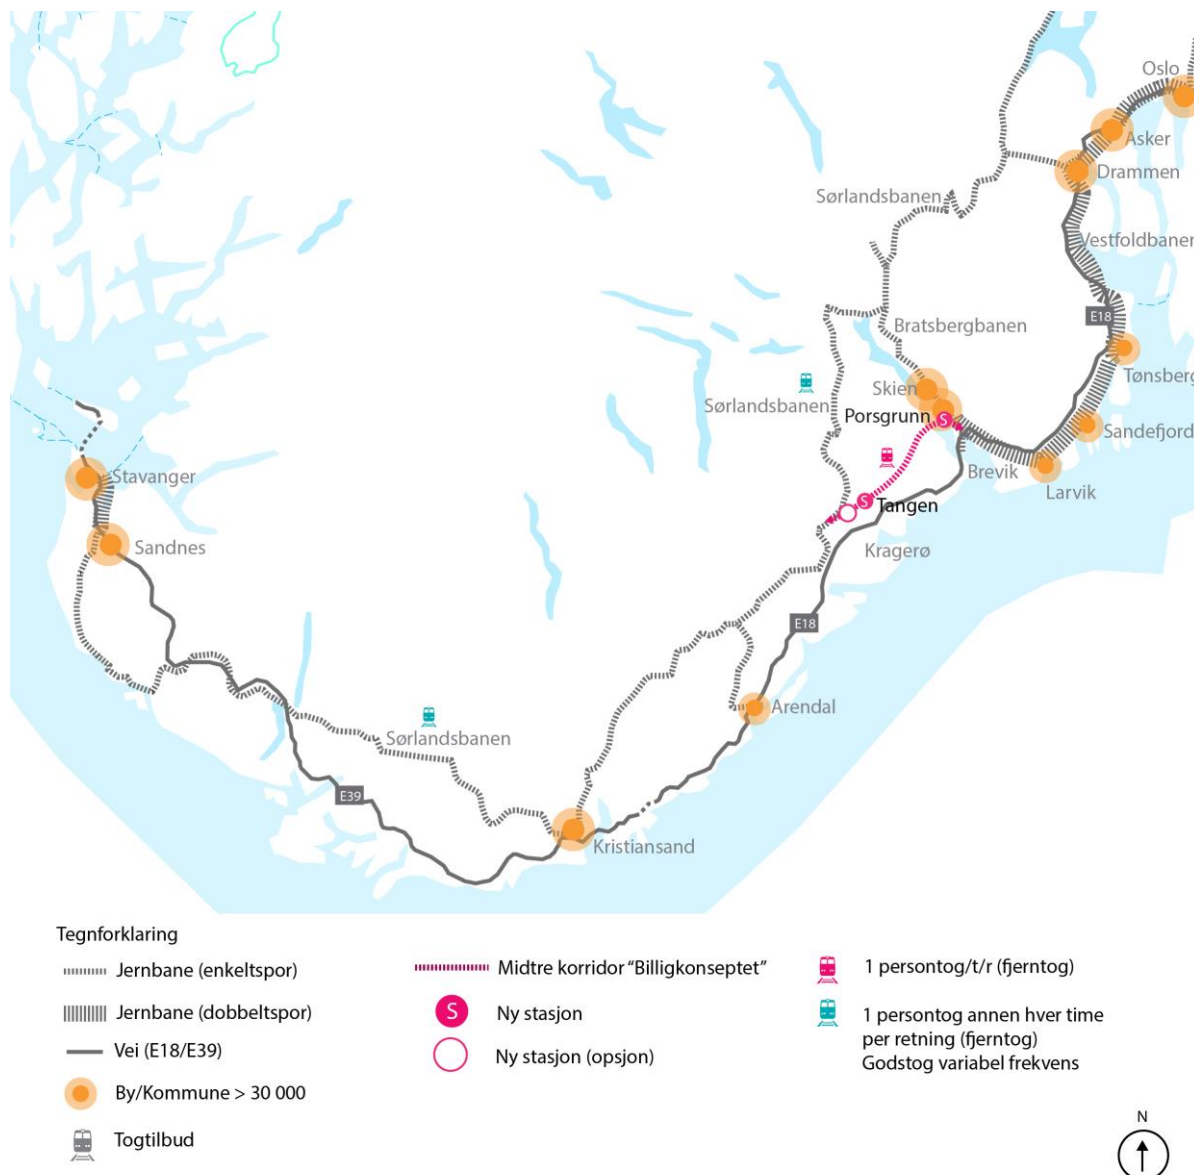 Oslo
Asker
Drammen
Sørlandsbanen
Vestfoldbanen
E18
Bratsbergbanen
Tønsberg
Skien
Sørlandsbanen
Porsgrunn
S
Sandefjord
Brevik
Larvik
Stavanger
S
Tangen
Kragerø
Sandnes
E18
Arendal
Sørlandsbanen
E39
Kristiansand
Tegnforklaring
Jernbane (enkeltspor)
Jernbane (dobbeltspor)
Vei (E18/E39)
By/Kommune > 30 000
Togtilbud
Midtre korridor "Billigkonseptet"
S
Ny stasjon
Ny stasjon (opsjon)
1 persontog/t/r (fjerntog)
1 persontog annen hver time
per retning (fjerntog)
Godstog variabel frekvens
N